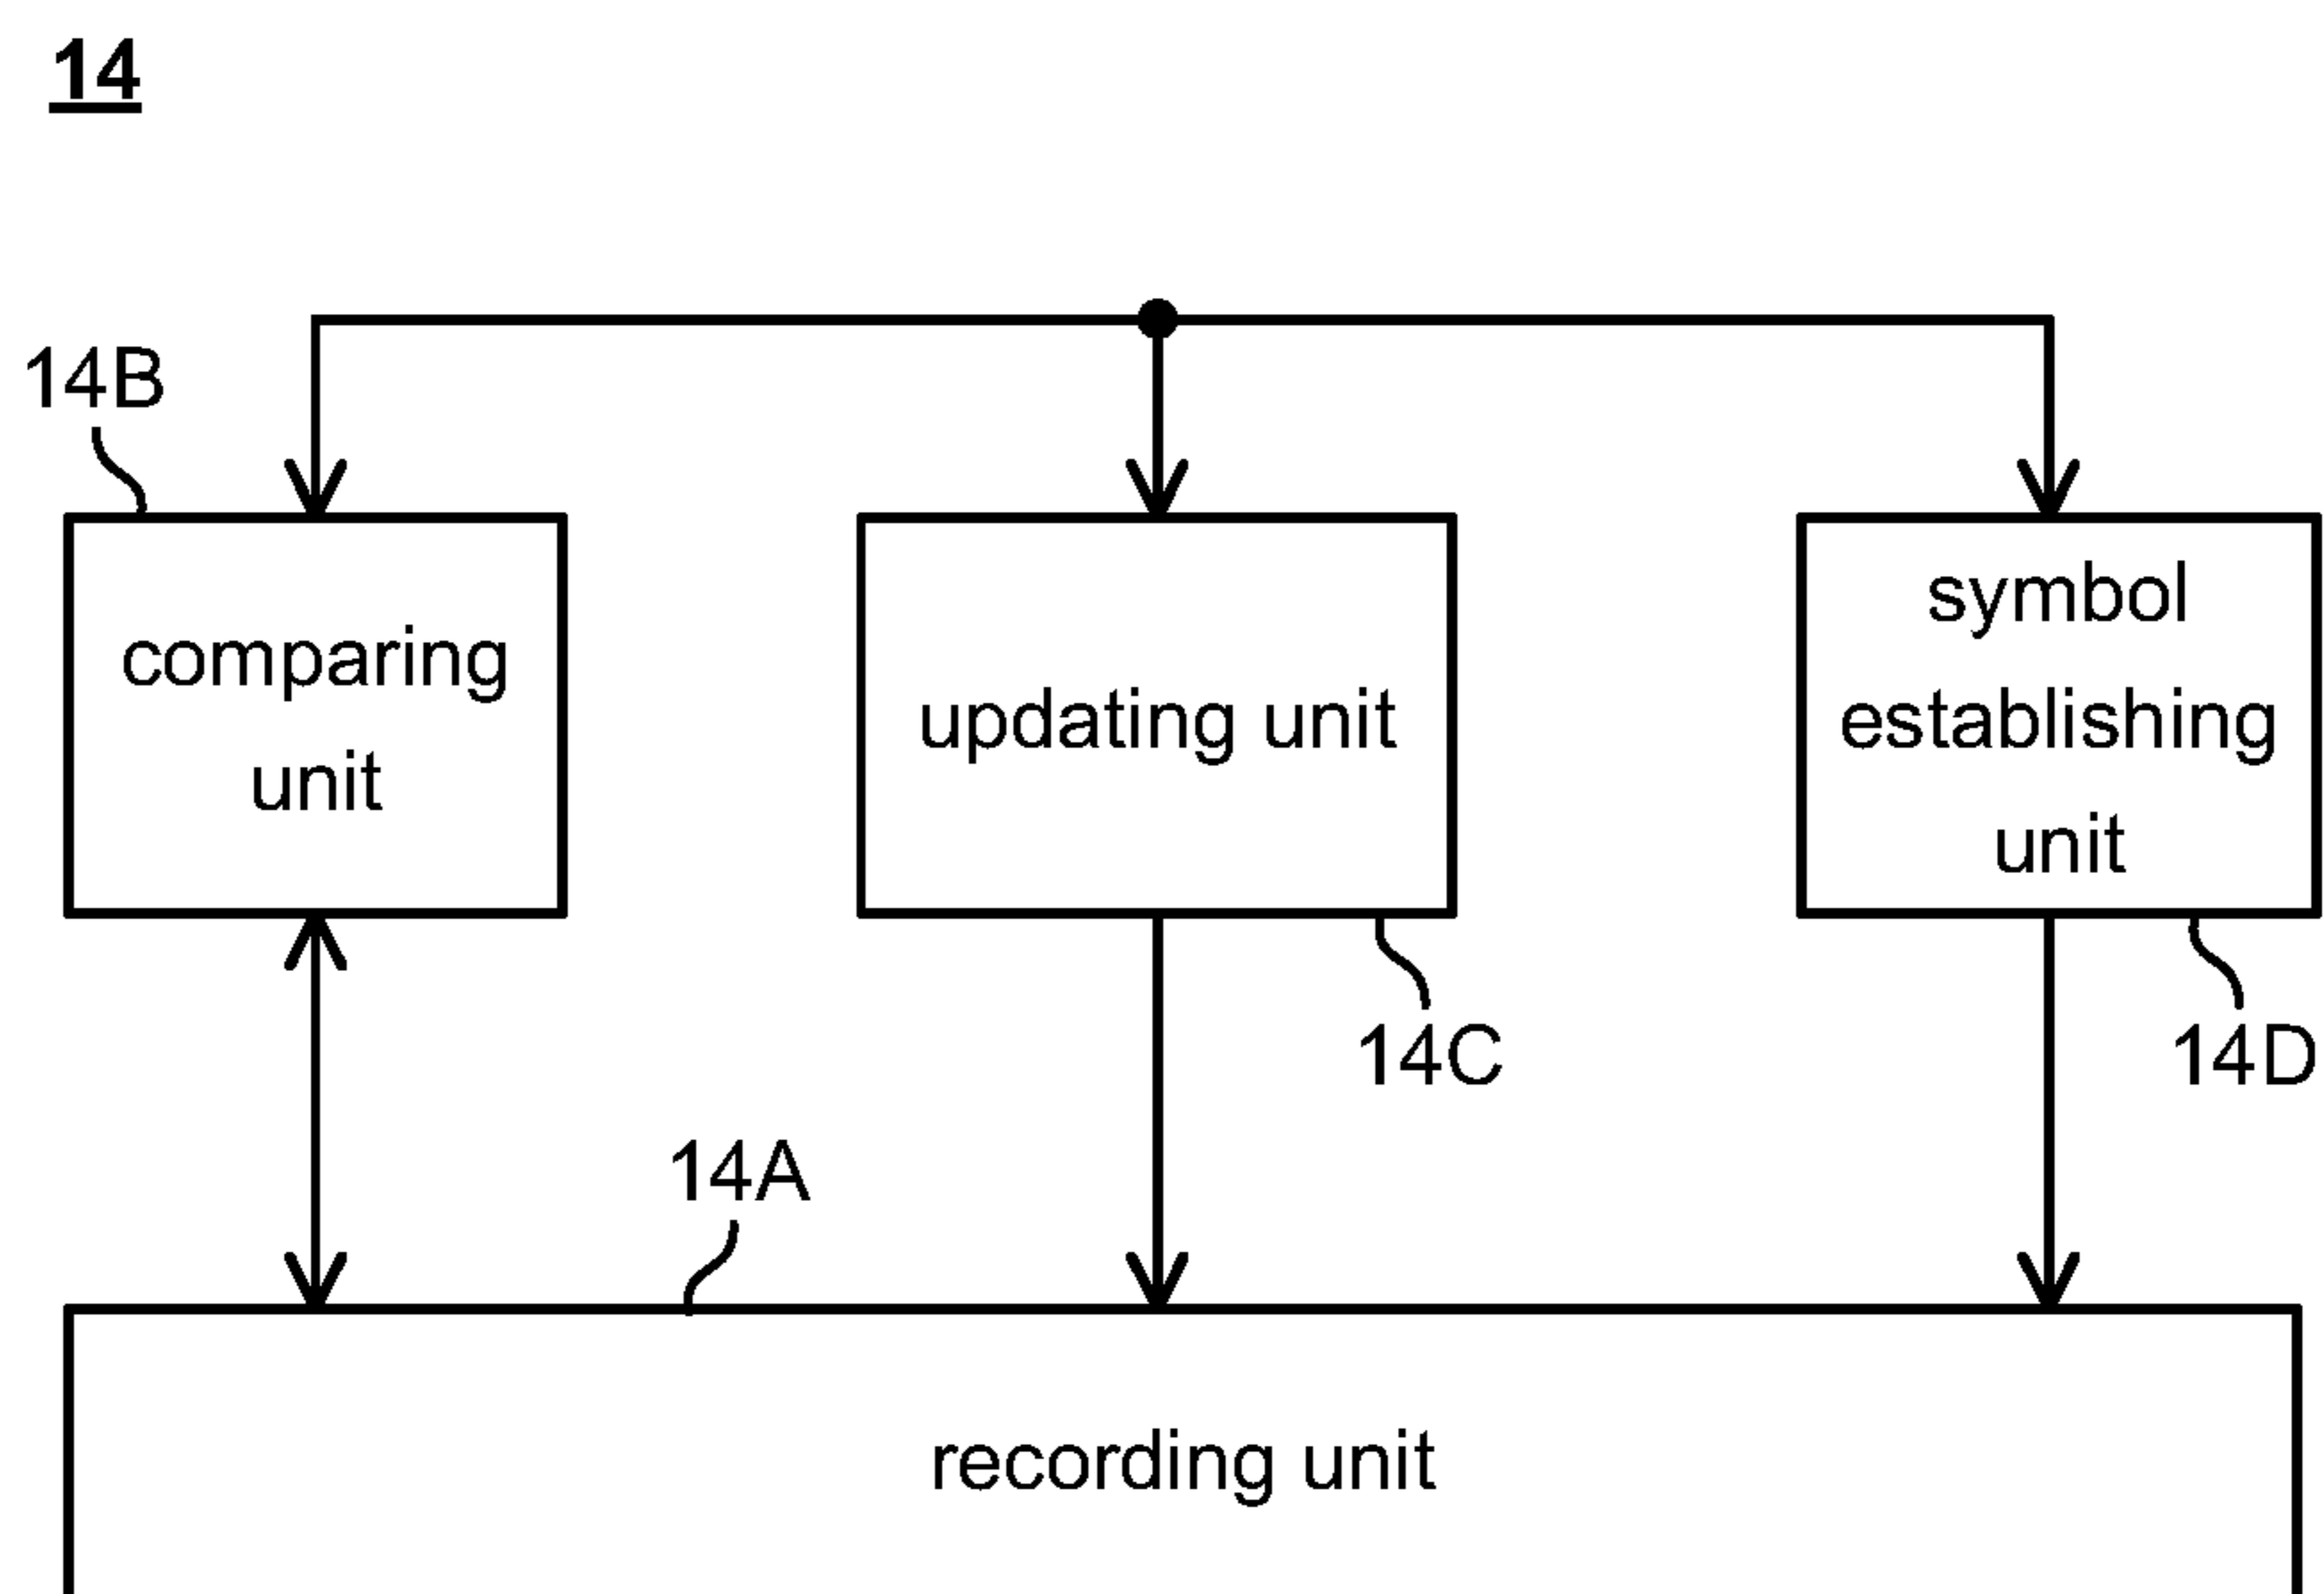 14
14B
comparing
unit
updating unit
symbol
establishing
unit
14C
14D
14A
recording unit